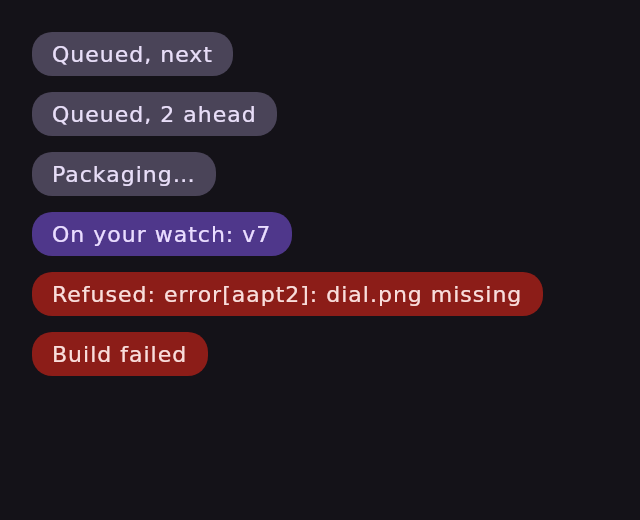 Queued, next
Queued, 2 ahead
Packaging…
On your watch: v7
Refused: error[aapt2]: dial.png missing
Build failed